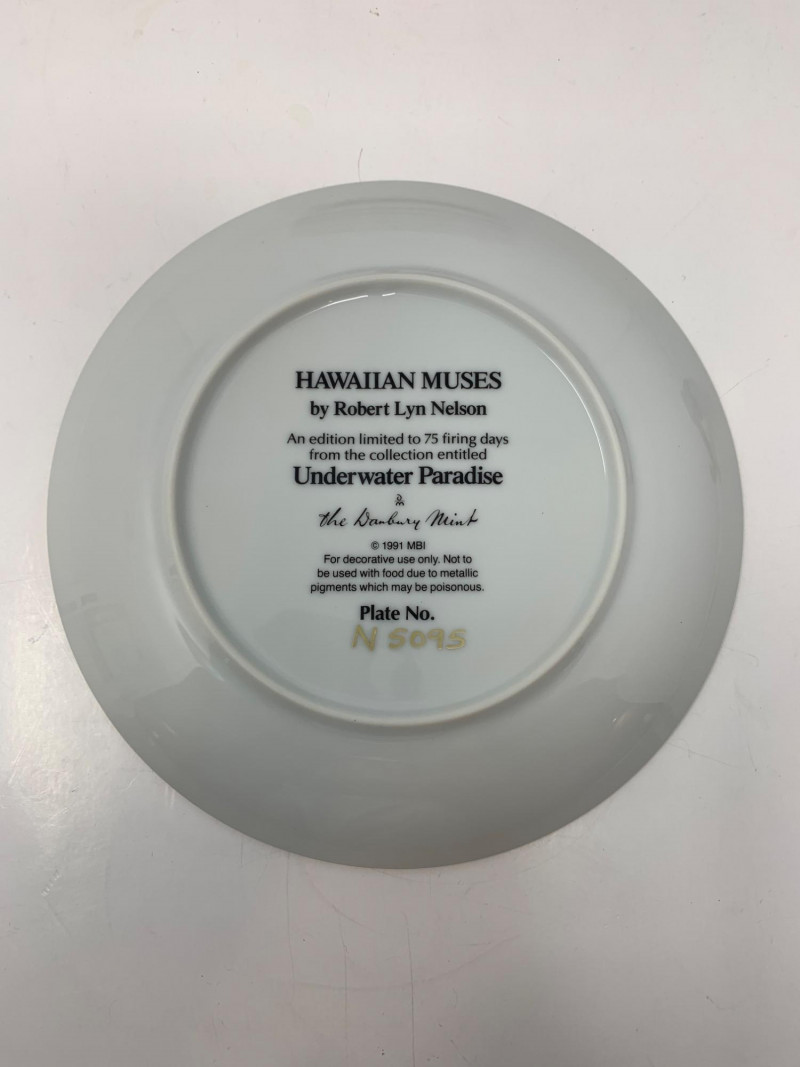 HAWAIIAN MUSES
by Robert Lyn Nelson
An edition limited to 75 firing days
from the collection entitled
Underwater Paradise
the Danbury Mint
© 1991 MBI
For decorative use only. Not to
be used with food due to metallic
pigments which may be poisonous.
Plate No.
N 5095